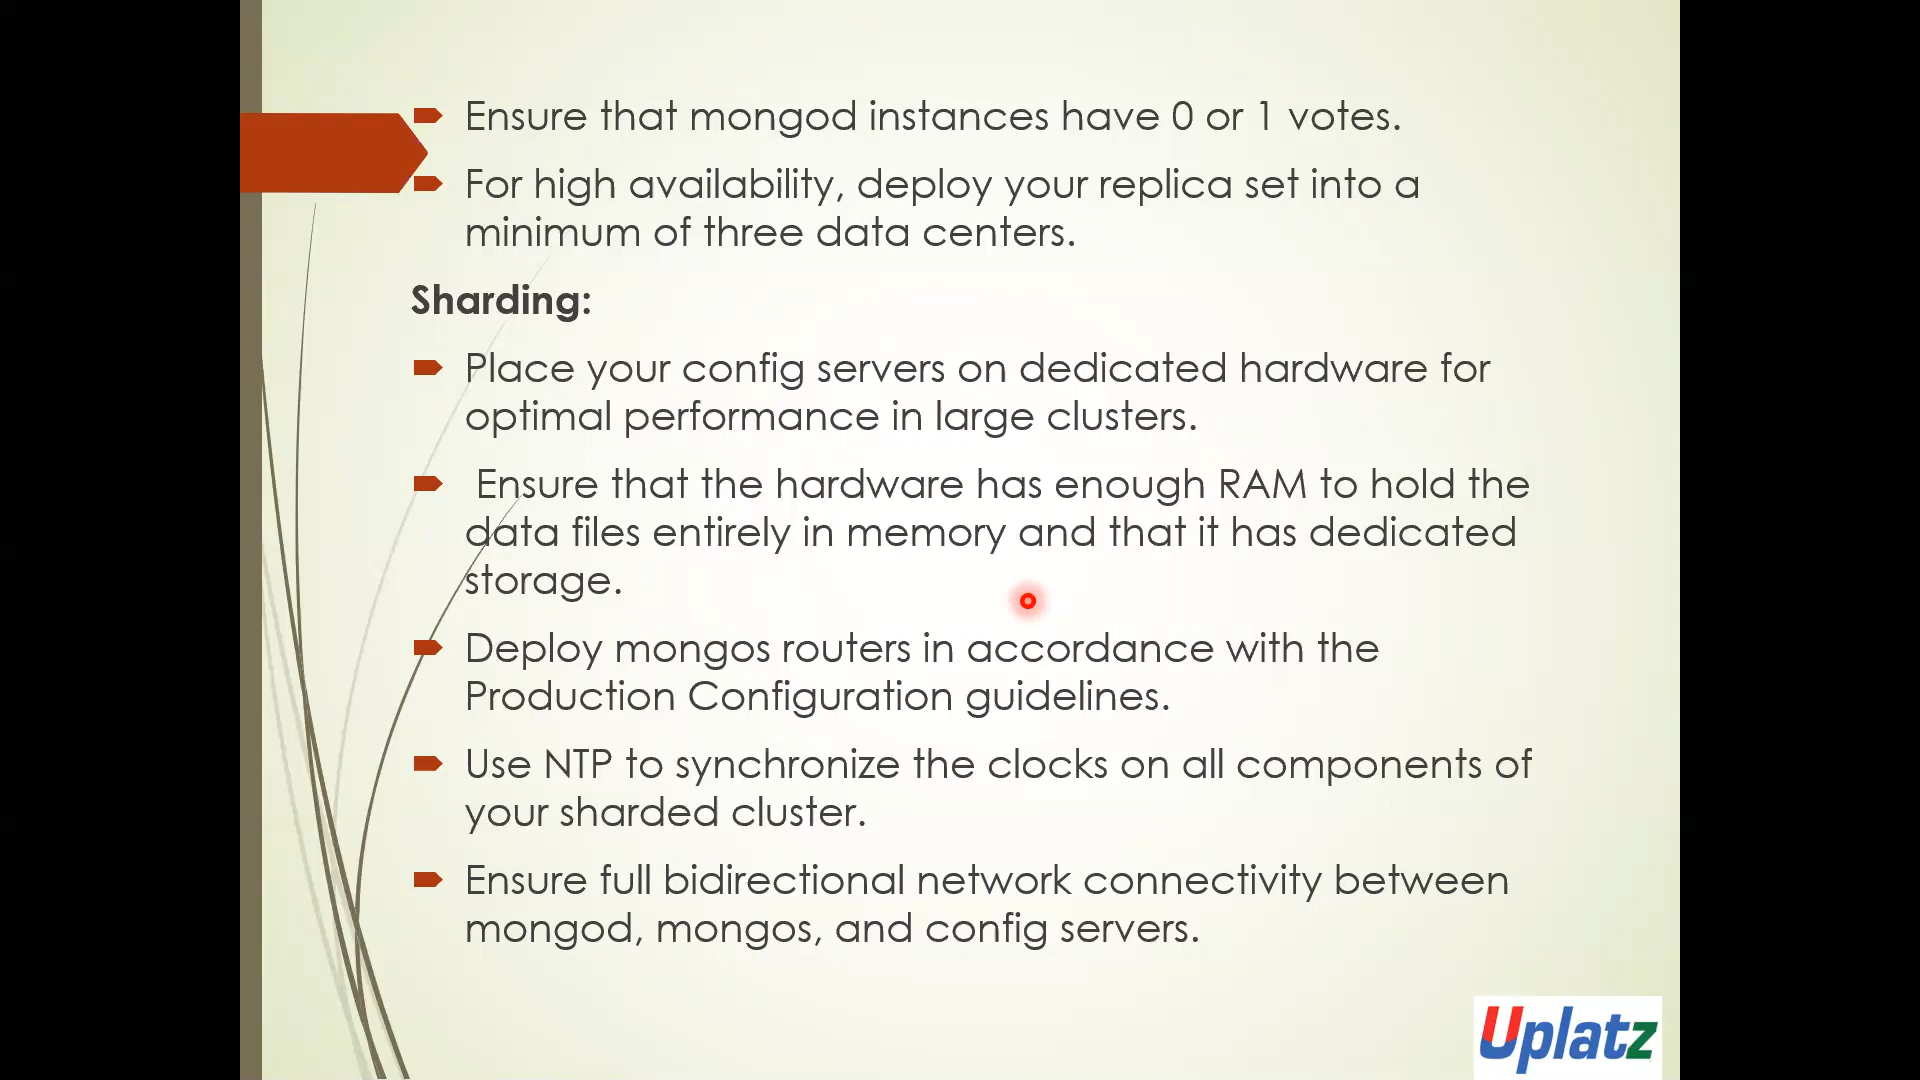 Ensure that mongod instances have 0 or 1 votes.
For high availability, deploy your replica set into a
minimum of three data centers.
Sharding:
Place your config servers on dedicated hardware for
optimal performance in large clusters.
Ensure that the hardware has enough RAM to hold the
data files entirely in memory and that it has dedicated
storage.
Deploy mongos routers in accordance with the
Production Configuration guidelines.
Use NTP to synchronize the clocks on all components of
your sharded cluster.
Ensure full bidirectional network connectivity between
mongod, mongos, and config servers.
Uplatz